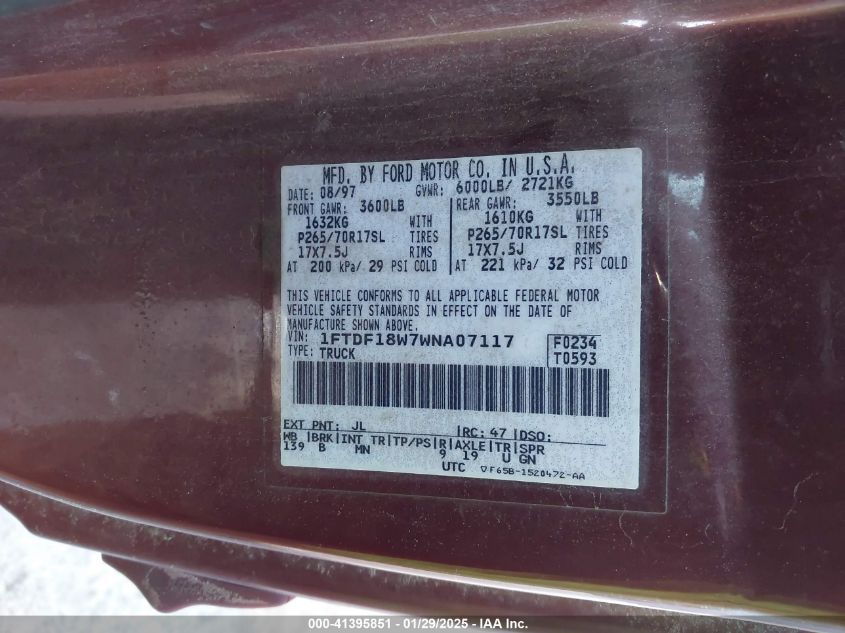 MFD. BY FORD MOTOR CO. IN U.S.A.
DATE: 08/97 GVWR: 6000LB/ 2721KG
FRONT GAWR: 3600LB REAR GAWR: 3550LB
1632KG WITH 1610KG WITH
P265/70R17SL TIRES P265/70R17SL TIRES
17X7.5J RIMS 17X7.5J RIMS
AT 200 kPa/ 29 PSI COLD AT 221 kPa/ 32 PSI COLD
THIS VEHICLE CONFORMS TO ALL APPLICABLE FEDERAL MOTOR
VEHICLE SAFETY STANDARDS IN EFFECT ON THE DATE OF
MANUFACTURE SHOWN ABOVE.
VIN: 1FTDF18W7WNA07117 F0234
TYPE: TRUCK T0593
EXT PNT: JL RC: 47 DSO:
WB BRK INT TR TP/PS R AXLE TR SPR
139 B MN 9 19 U GN
UTC F65B-1520472-AA
000-41395851 - 01/29/2025 - IAA Inc.